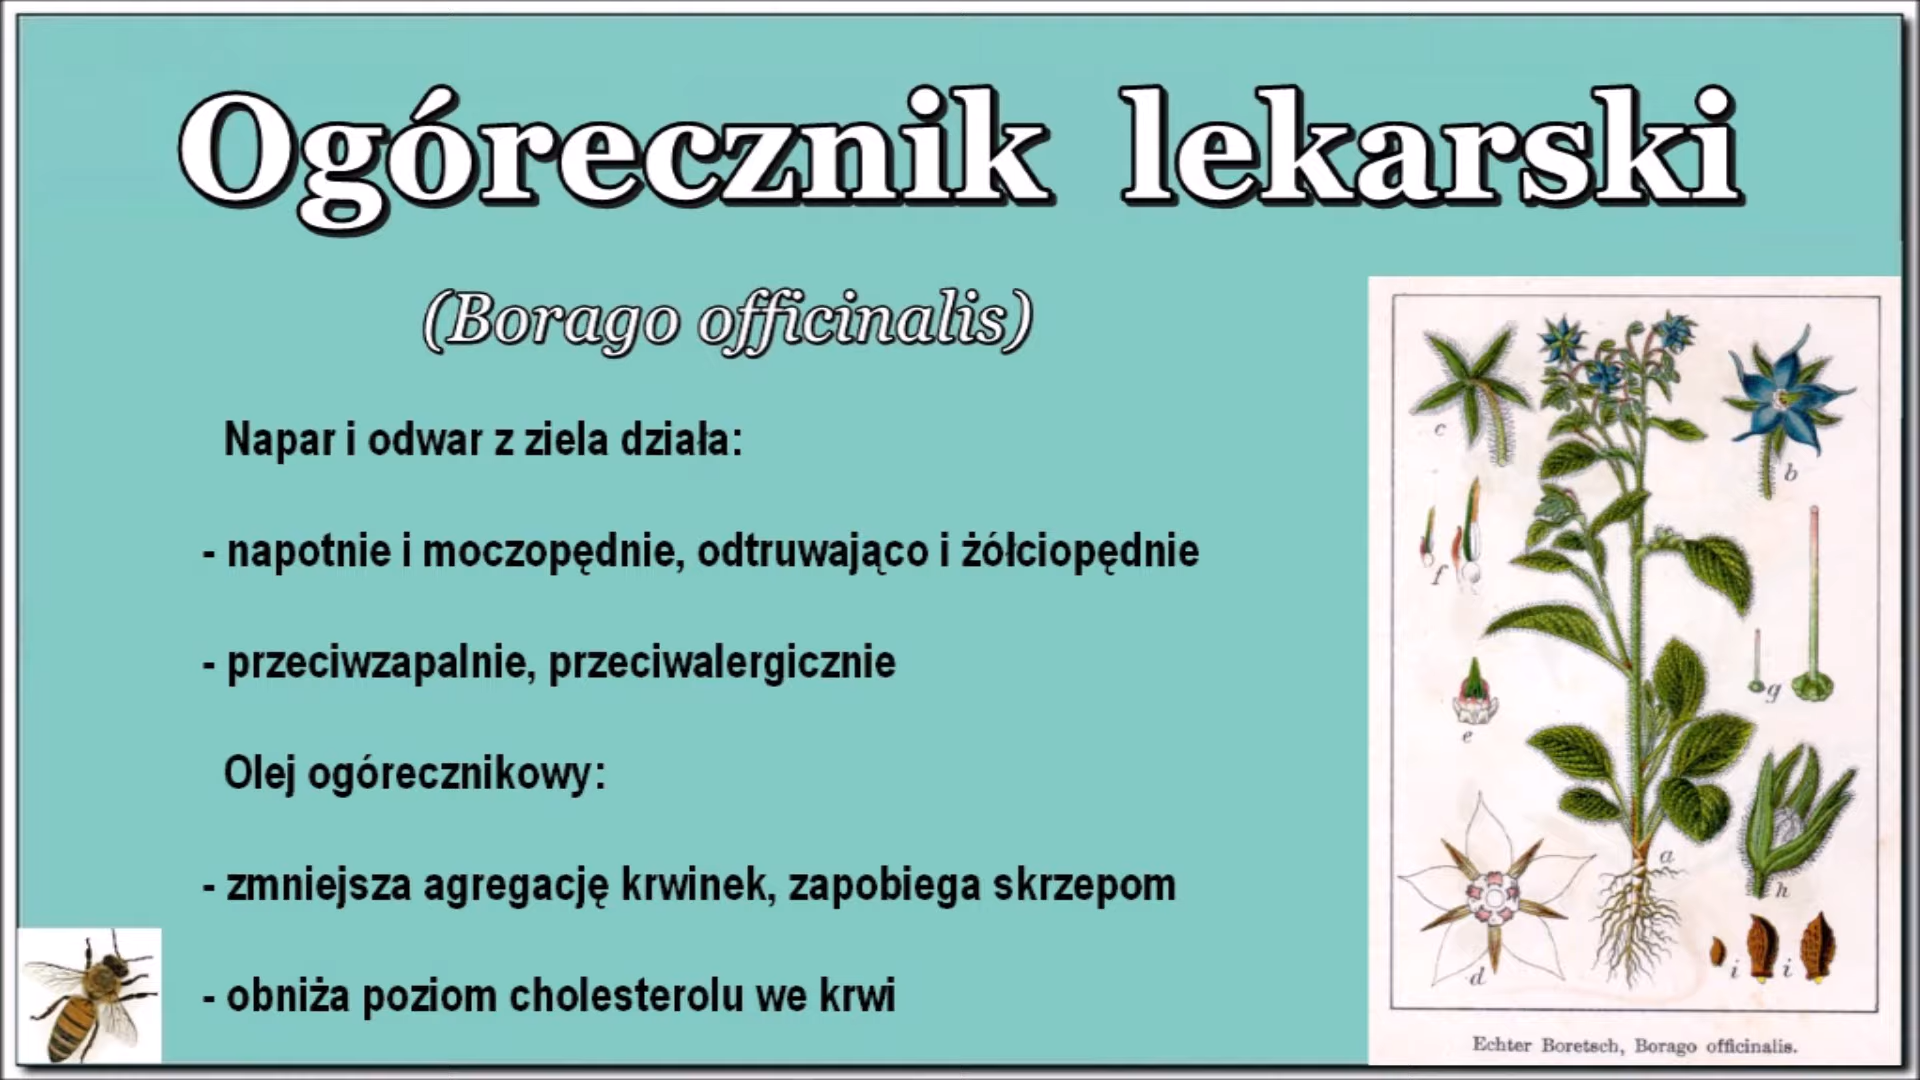 Ogórecznik lekarski
(Borago officinalis)
Napar i odwar z ziela działa:
- napotnie i moczopędnie, odtruwająco i żółciopędnie
- przeciwzapalnie, przeciwalergicznie
Olej ogórecznikowy:
- zmniejsza agregację krwinek, zapobiega skrzepom
- obniża poziom cholesterolu we krwi
c
b
f
g
e
a
h
d
i
i
Echter Boretsch, Borago officinalis.